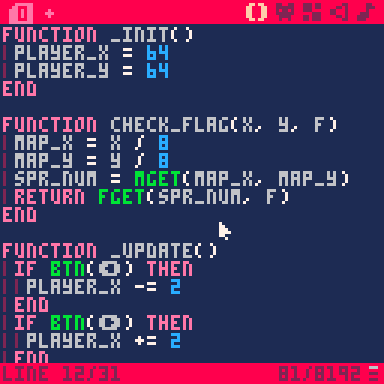 0 +
FUNCTION _INIT()
PLAYER_X = 64
PLAYER_Y = 64
END
FUNCTION CHECK_FLAG(X, Y, F)
MAP_X = X / 8
MAP_Y = Y / 8
SPR_NUM = MGET(MAP_X, MAP_Y)
RETURN FGET(SPR_NUM, F)
END
FUNCTION _UPDATE()
IF BTN(⬅️) THEN
PLAYER_X -= 2
END
IF BTN(➡️) THEN
PLAYER_X += 2
END
LINE 12/31 81/8192